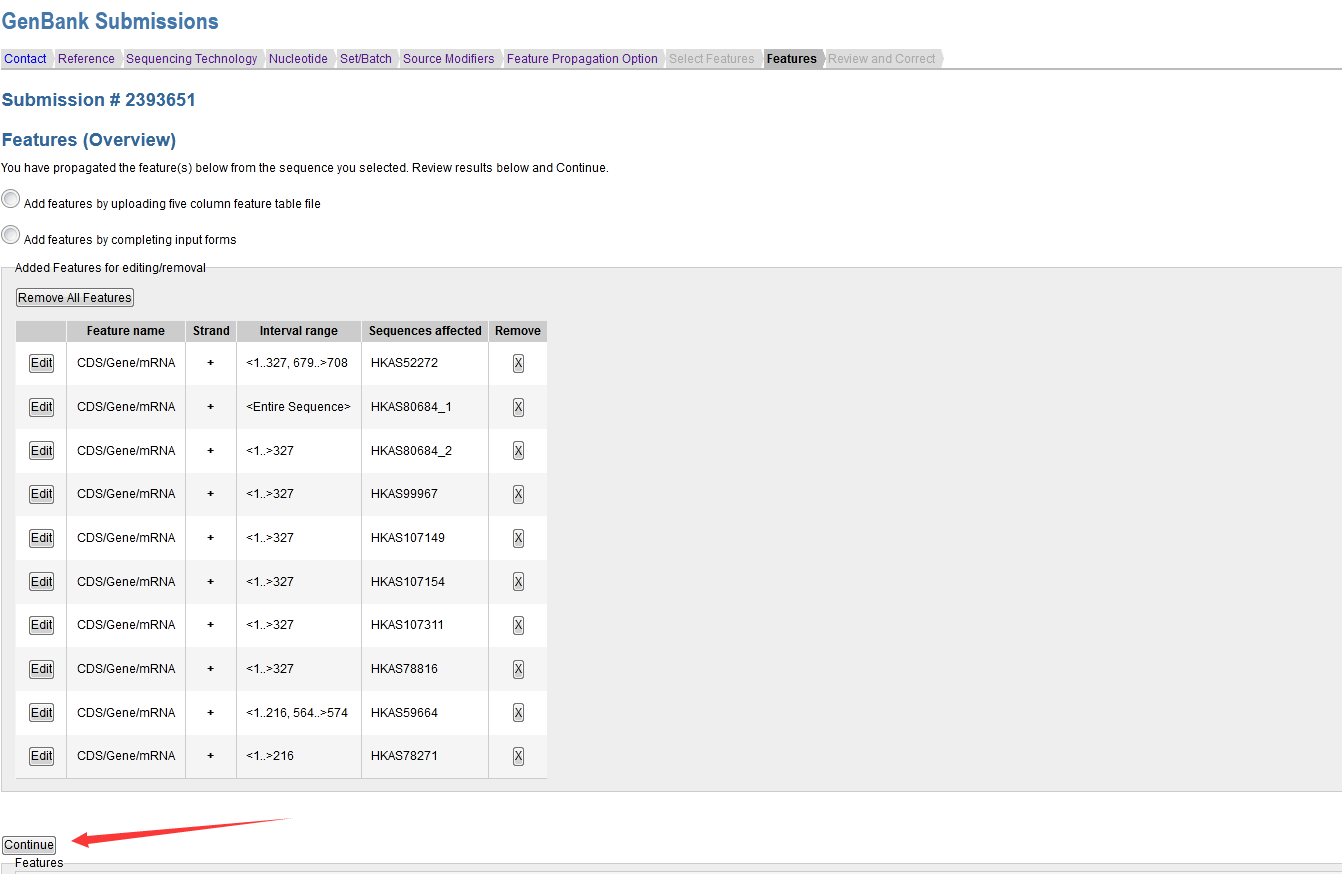 GenBank Submissions
Contact Reference Sequencing Technology Nucleotide Set/Batch Source Modifiers Feature Propagation Option Select Features Features Review and Correct
Submission # 2393651
Features (Overview)
You have propagated the feature(s) below from the sequence you selected. Review results below and Continue.
Add features by uploading five column feature table file
Add features by completing input forms
Added Features for editing/removal
Remove All Features
Feature name Strand Interval range Sequences affected Remove
Edit CDS/Gene/mRNA + <1..327, 679..>708 HKAS52272 X
Edit CDS/Gene/mRNA + <Entire Sequence> HKAS80684_1 X
Edit CDS/Gene/mRNA + <1..>327 HKAS80684_2 X
Edit CDS/Gene/mRNA + <1..>327 HKAS99967 X
Edit CDS/Gene/mRNA + <1..>327 HKAS107149 X
Edit CDS/Gene/mRNA + <1..>327 HKAS107154 X
Edit CDS/Gene/mRNA + <1..>327 HKAS107311 X
Edit CDS/Gene/mRNA + <1..>327 HKAS78816 X
Edit CDS/Gene/mRNA + <1..216, 564..>574 HKAS59664 X
Edit CDS/Gene/mRNA + <1..>216 HKAS78271 X
Continue
Features